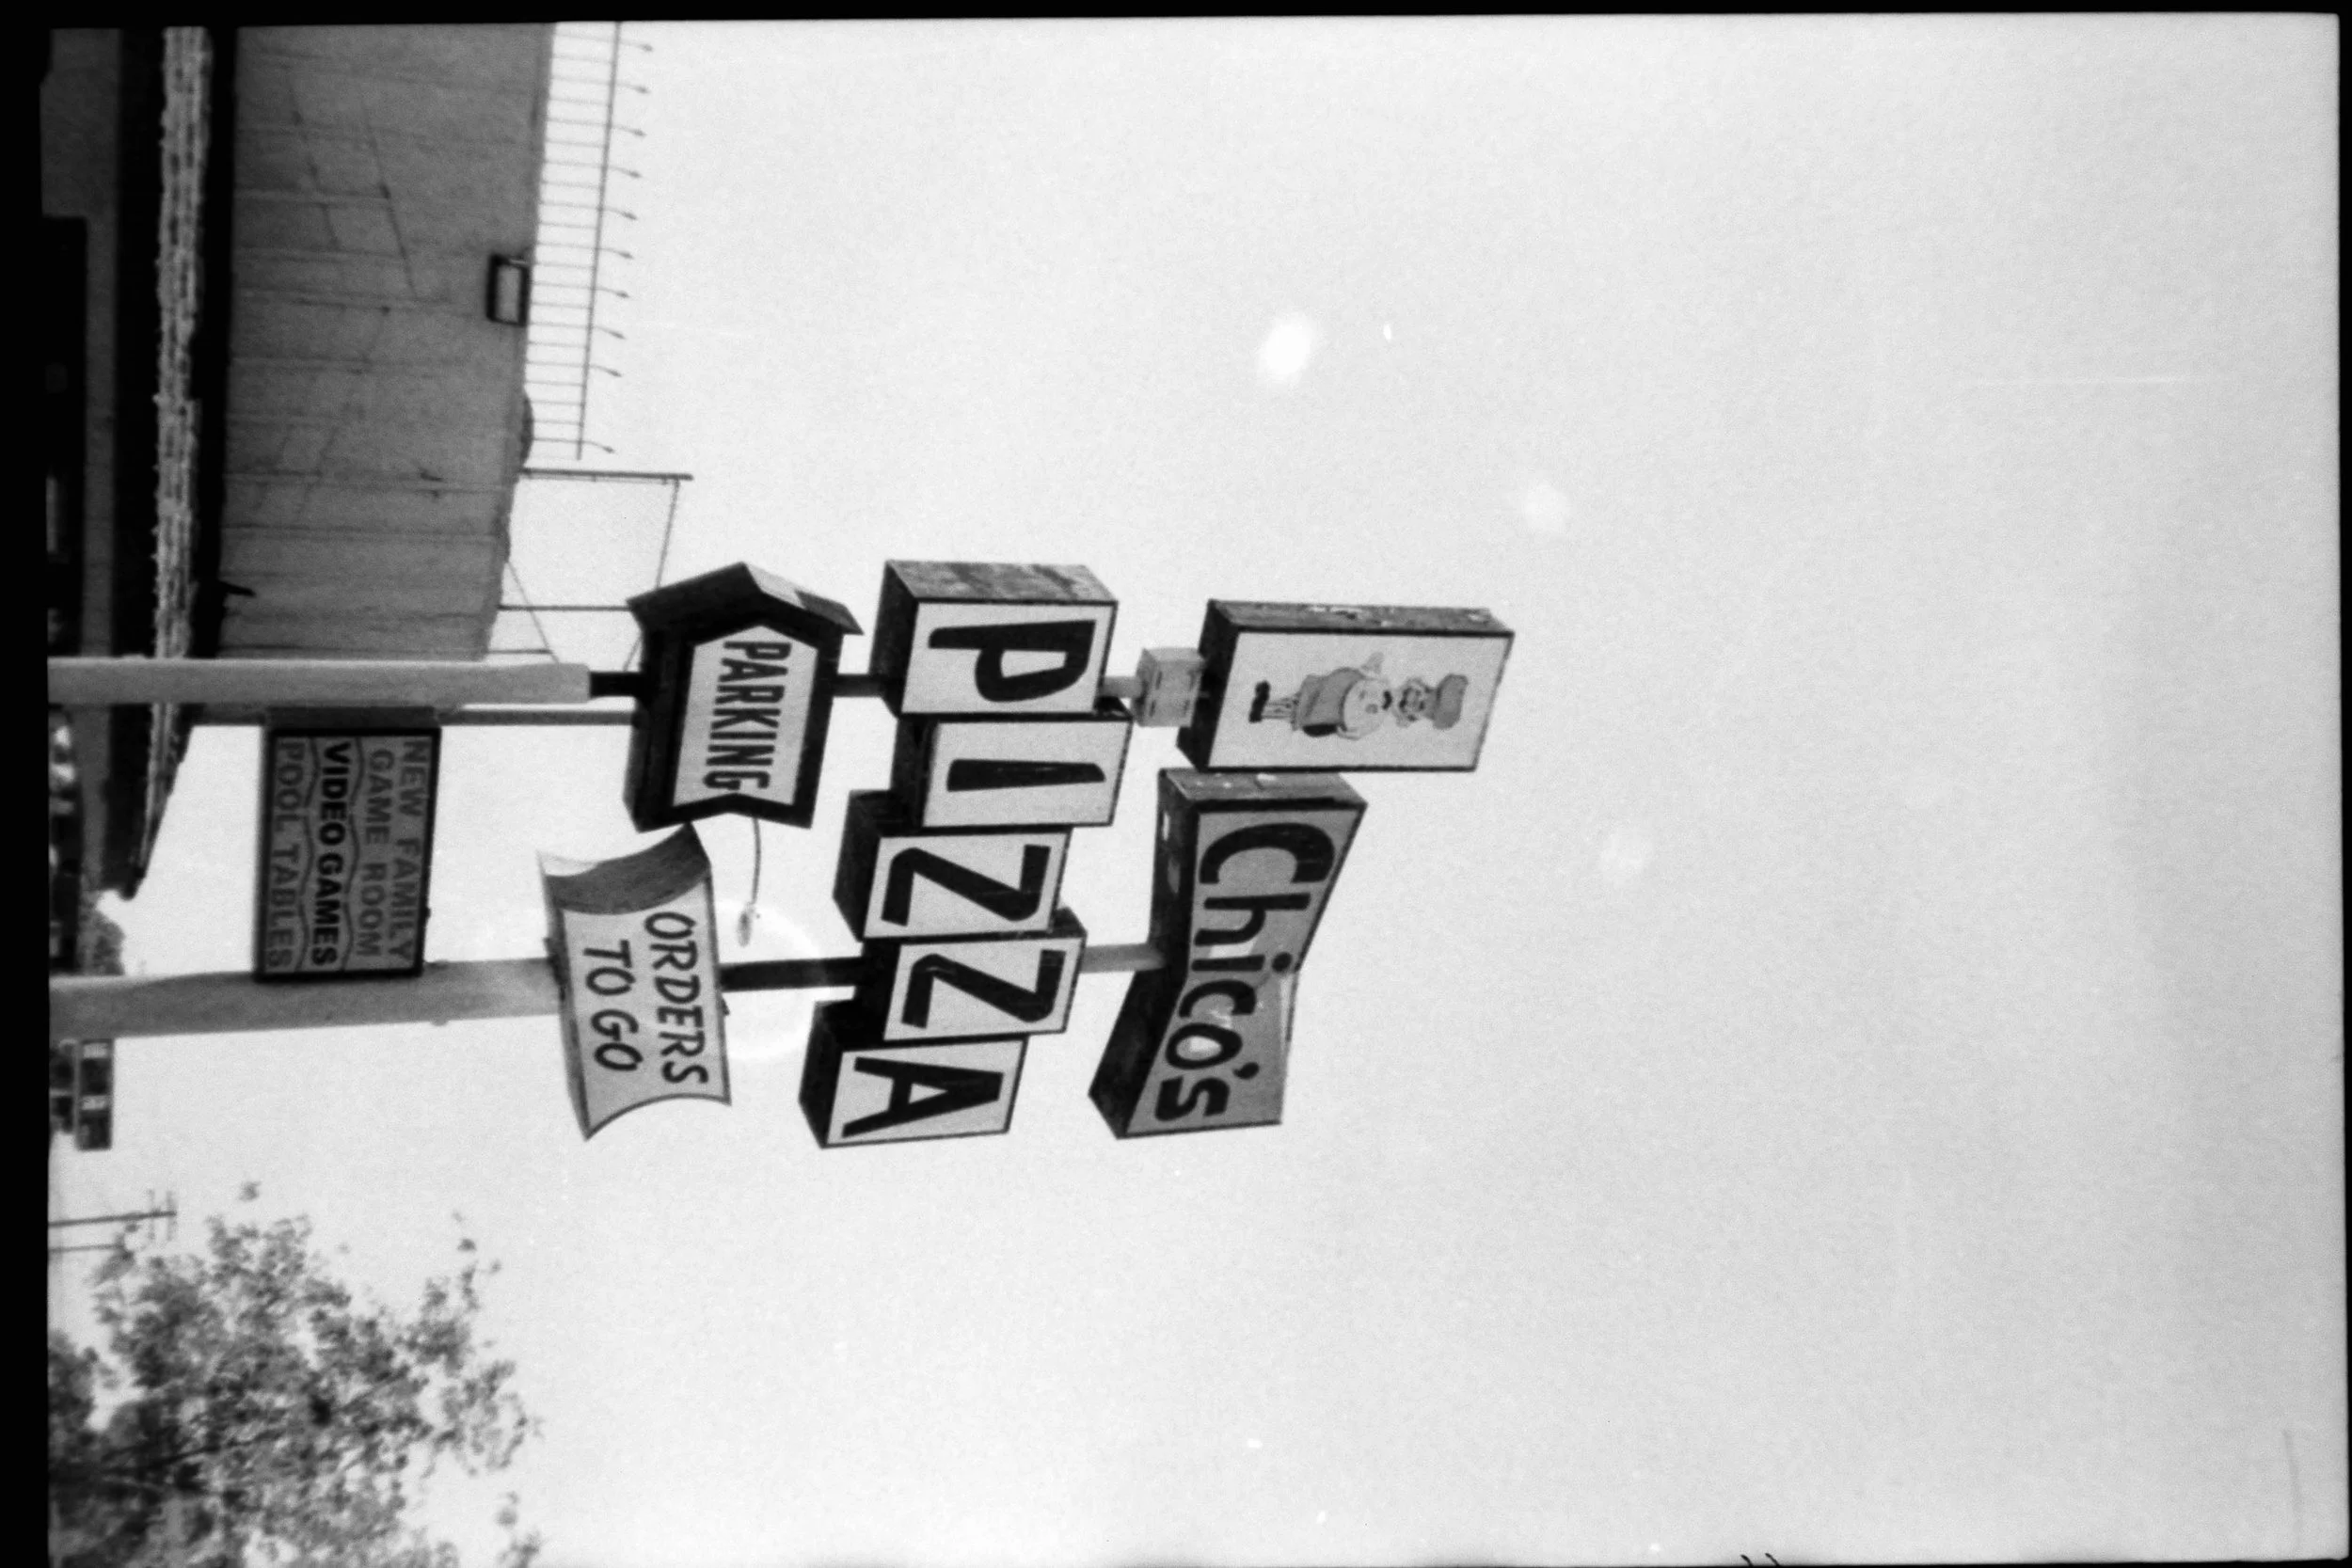 Chico's
PIZZA
PARKING
ORDERS
TO GO
NEW FAMILY
GAME ROOM
VIDEO GAMES
POOL TABLES